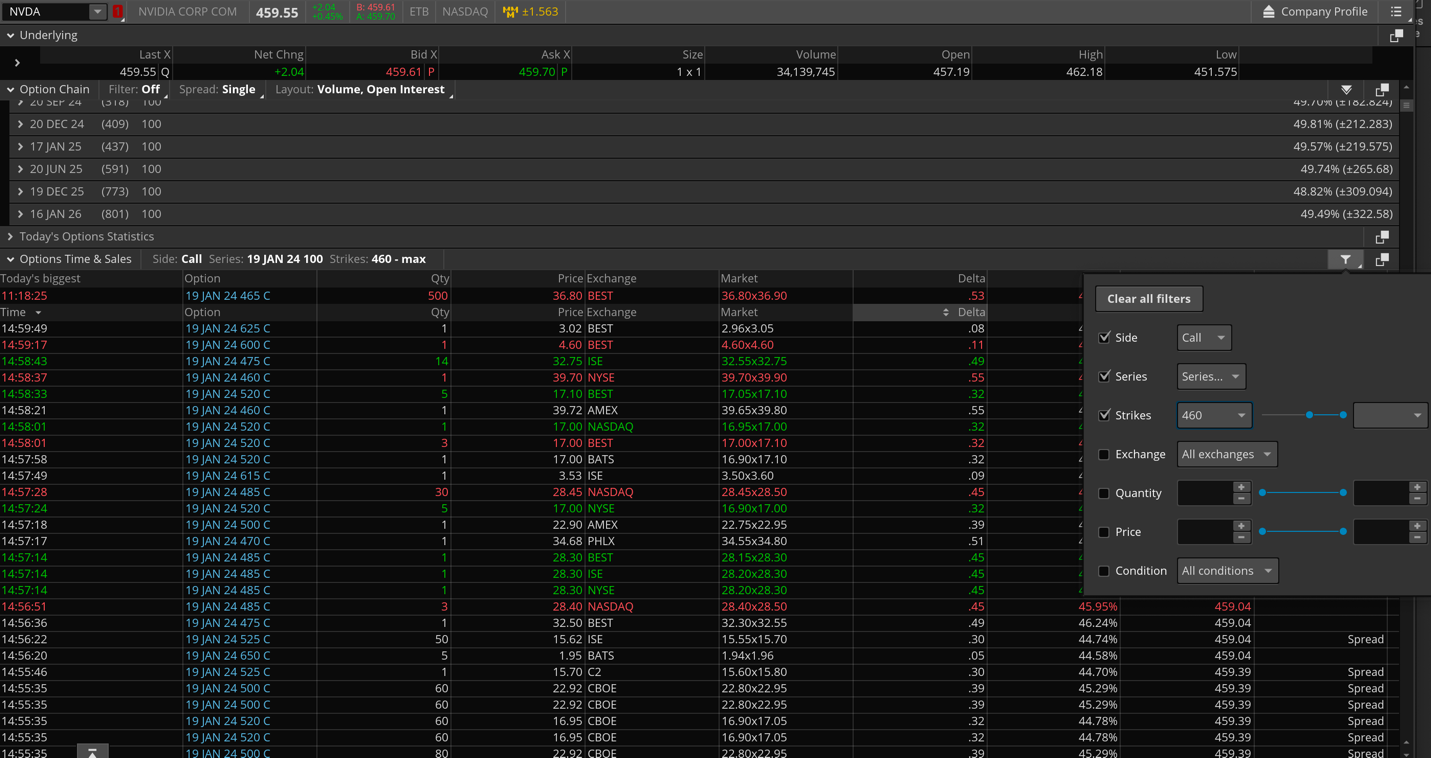 NVDA 1 NVIDIA CORP COM 459.55 +2.04 +0.45% B: 459.61 A: 459.70 ETB NASDAQ ±1.563 Company Profile
Underlying
Last X Net Chng Bid X Ask X Size Volume Open High Low
459.55 Q +2.04 459.61 P 459.70 P 1 x 1 34,139,745 457.19 462.18 451.575
Option Chain Filter: Off Spread: Single Layout: Volume, Open Interest
20 SEP 24 (318) 100 49.70% (±182.824)
20 DEC 24 (409) 100 49.81% (±212.283)
17 JAN 25 (437) 100 49.57% (±219.575)
20 JUN 25 (591) 100 49.74% (±265.68)
19 DEC 25 (773) 100 48.82% (±309.094)
16 JAN 26 (801) 100 49.49% (±322.58)
Today's Options Statistics
Options Time & Sales Side: Call Series: 19 JAN 24 100 Strikes: 460 - max
Today's biggest Option Qty Price Exchange Market Delta
11:18:25 19 JAN 24 465 C 500 36.80 BEST 36.80x36.90 .53
Time Option Qty Price Exchange Market Delta
14:59:49 19 JAN 24 625 C 1 3.02 BEST 2.96x3.05 .08
14:59:17 19 JAN 24 600 C 1 4.60 BEST 4.60x4.60 .11
14:58:43 19 JAN 24 475 C 14 32.75 ISE 32.55x32.75 .49
14:58:37 19 JAN 24 460 C 1 39.70 NYSE 39.70x39.90 .55
14:58:33 19 JAN 24 520 C 5 17.10 BEST 17.05x17.10 .32
14:58:21 19 JAN 24 460 C 1 39.72 AMEX 39.65x39.80 .55
14:58:01 19 JAN 24 520 C 1 17.00 NASDAQ 16.95x17.00 .32
14:58:01 19 JAN 24 520 C 3 17.00 BEST 17.00x17.10 .32
14:57:58 19 JAN 24 520 C 1 17.00 BATS 16.90x17.10 .32
14:57:49 19 JAN 24 615 C 1 3.53 ISE 3.50x3.60 .09
14:57:28 19 JAN 24 485 C 30 28.45 NASDAQ 28.45x28.50 .45
14:57:24 19 JAN 24 520 C 5 17.00 NYSE 16.90x17.00 .32
14:57:18 19 JAN 24 500 C 1 22.90 AMEX 22.75x22.95 .39
14:57:17 19 JAN 24 470 C 1 34.68 PHLX 34.55x34.80 .51
14:57:14 19 JAN 24 485 C 1 28.30 BEST 28.15x28.30 .45
14:57:14 19 JAN 24 485 C 1 28.30 ISE 28.20x28.30 .45
14:57:14 19 JAN 24 485 C 1 28.30 NYSE 28.20x28.30 .45
14:56:51 19 JAN 24 485 C 3 28.40 NASDAQ 28.40x28.50 .45 45.95% 459.04
14:56:36 19 JAN 24 475 C 1 32.50 BEST 32.30x32.55 .49 46.24% 459.04
14:56:22 19 JAN 24 525 C 50 15.62 ISE 15.55x15.70 .30 44.74% 459.04 Spread
14:56:20 19 JAN 24 650 C 5 1.95 BATS 1.94x1.96 .05 44.58% 459.04
14:55:46 19 JAN 24 525 C 1 15.70 C2 15.60x15.80 .30 44.70% 459.39 Spread
14:55:35 19 JAN 24 500 C 60 22.92 CBOE 22.80x22.95 .39 45.29% 459.39 Spread
14:55:35 19 JAN 24 500 C 60 22.92 CBOE 22.80x22.95 .39 45.29% 459.39 Spread
14:55:35 19 JAN 24 520 C 60 16.95 CBOE 16.90x17.05 .32 44.78% 459.39 Spread
14:55:35 19 JAN 24 520 C 60 16.95 CBOE 16.90x17.05 .32 44.78% 459.39 Spread
14:55:35 19 JAN 24 500 C 80 22.92 CBOE 22.80x22.95 .39 45.29% 459.39 Spread
Clear all filters
Side Call
Series Series...
Strikes 460
Exchange All exchanges
Quantity
Price
Condition All conditions